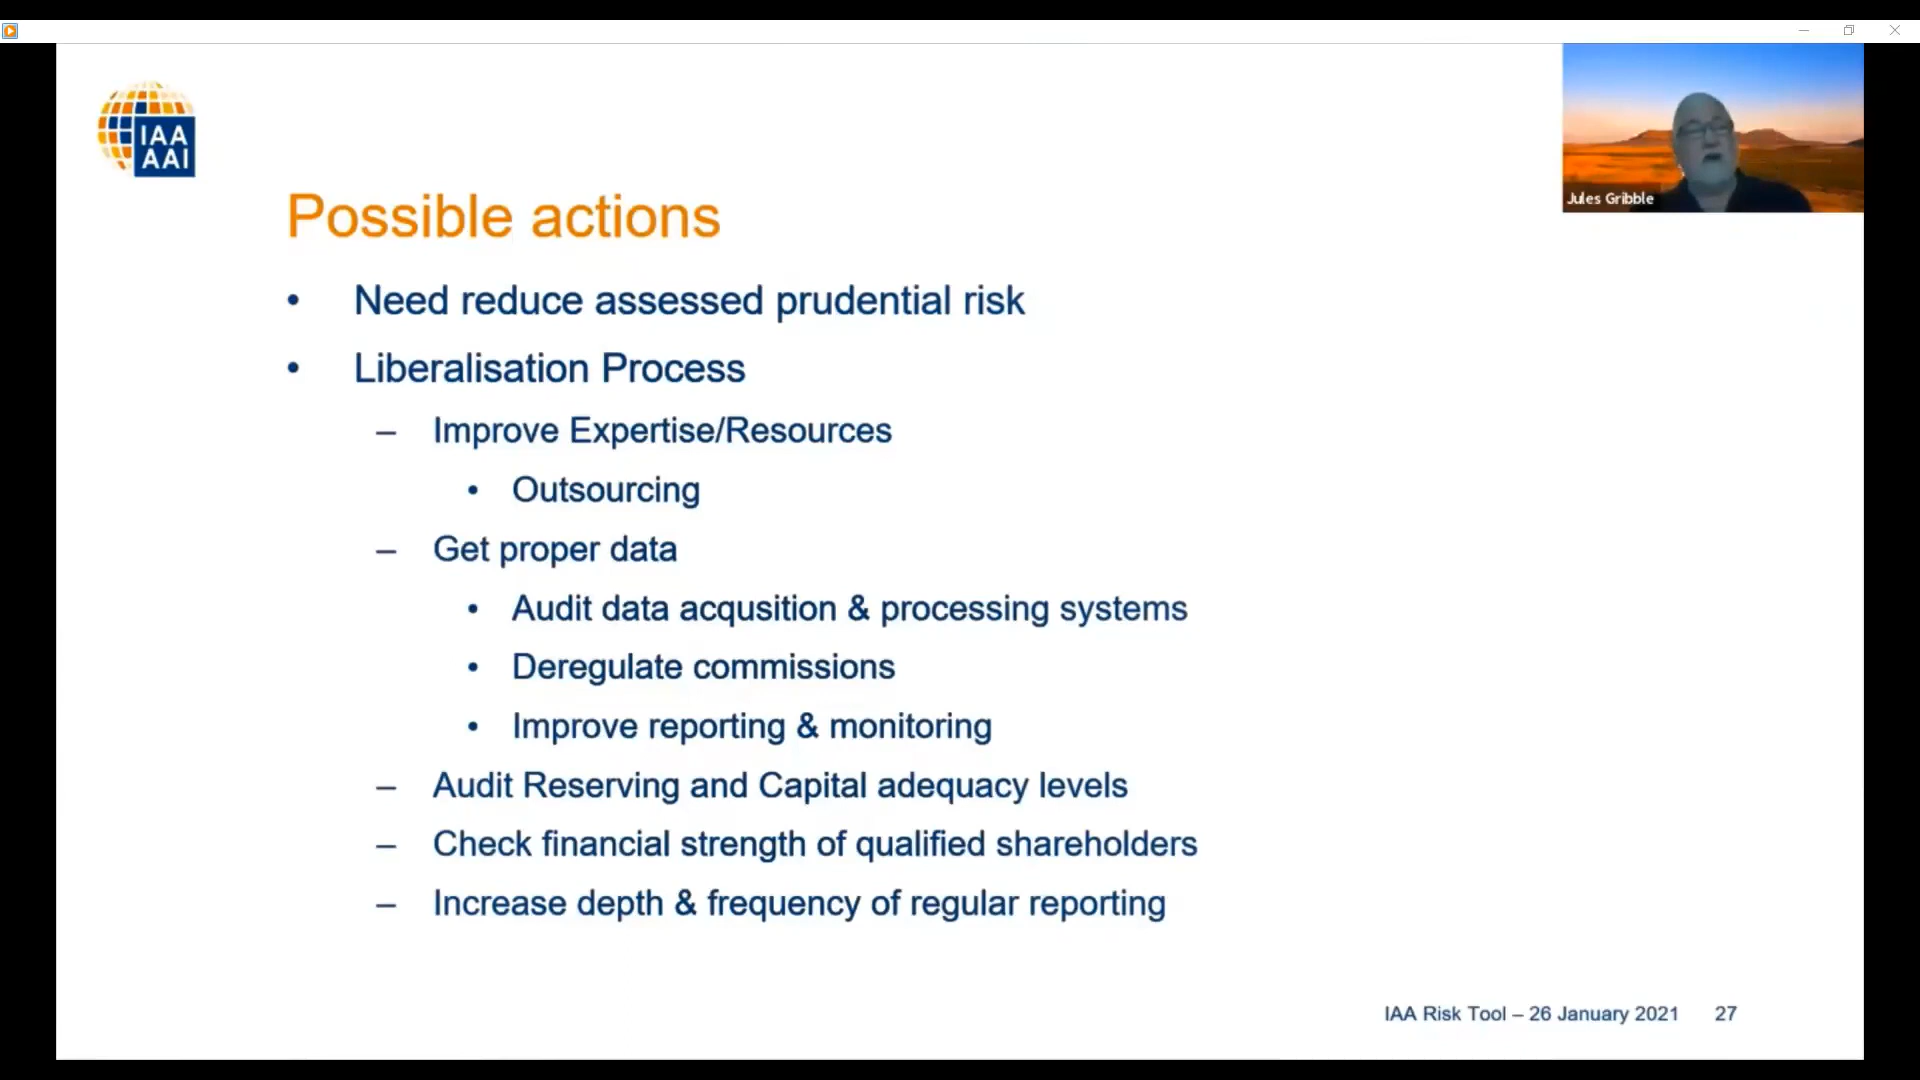 IAA
AAI
Jules Gribble
Possible actions
• Need reduce assessed prudential risk
• Liberalisation Process
– Improve Expertise/Resources
• Outsourcing
– Get proper data
• Audit data acqusition & processing systems
• Deregulate commissions
• Improve reporting & monitoring
– Audit Reserving and Capital adequacy levels
– Check financial strength of qualified shareholders
– Increase depth & frequency of regular reporting
IAA Risk Tool – 26 January 2021 27